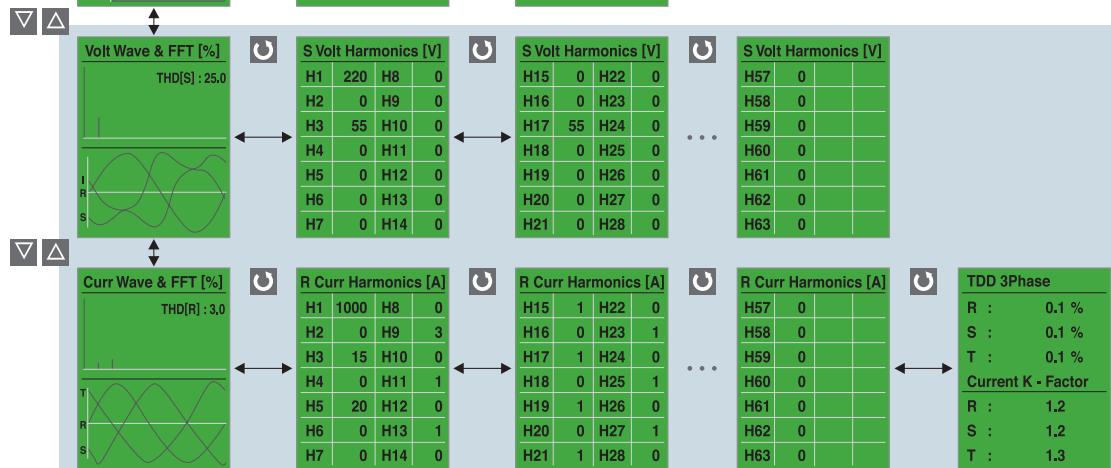 Volt Wave & FFT [%]
THD[S] : 25.0
I
R
S
S Volt Harmonics [V]
H1 220 H8 0
H2 0 H9 0
H3 55 H10 0
H4 0 H11 0
H5 0 H12 0
H6 0 H13 0
H7 0 H14 0
S Volt Harmonics [V]
H15 0 H22 0
H16 0 H23 0
H17 55 H24 0
H18 0 H25 0
H19 0 H26 0
H20 0 H27 0
H21 0 H28 0
• • •
S Volt Harmonics [V]
H57 0
H58 0
H59 0
H60 0
H61 0
H62 0
H63 0
Curr Wave & FFT [%]
THD[R] : 3.0
T
R
S
R Curr Harmonics [A]
H1 1000 H8 0
H2 0 H9 3
H3 15 H10 0
H4 0 H11 1
H5 20 H12 0
H6 0 H13 1
H7 0 H14 0
R Curr Harmonics [A]
H15 1 H22 0
H16 0 H23 1
H17 1 H24 0
H18 0 H25 1
H19 1 H26 0
H20 0 H27 1
H21 1 H28 0
• • •
R Curr Harmonics [A]
H57 0
H58 0
H59 0
H60 0
H61 0
H62 0
H63 0
TDD 3Phase
R : 0.1 %
S : 0.1 %
T : 0.1 %
Current K - Factor
R : 1.2
S : 1.2
T : 1.3